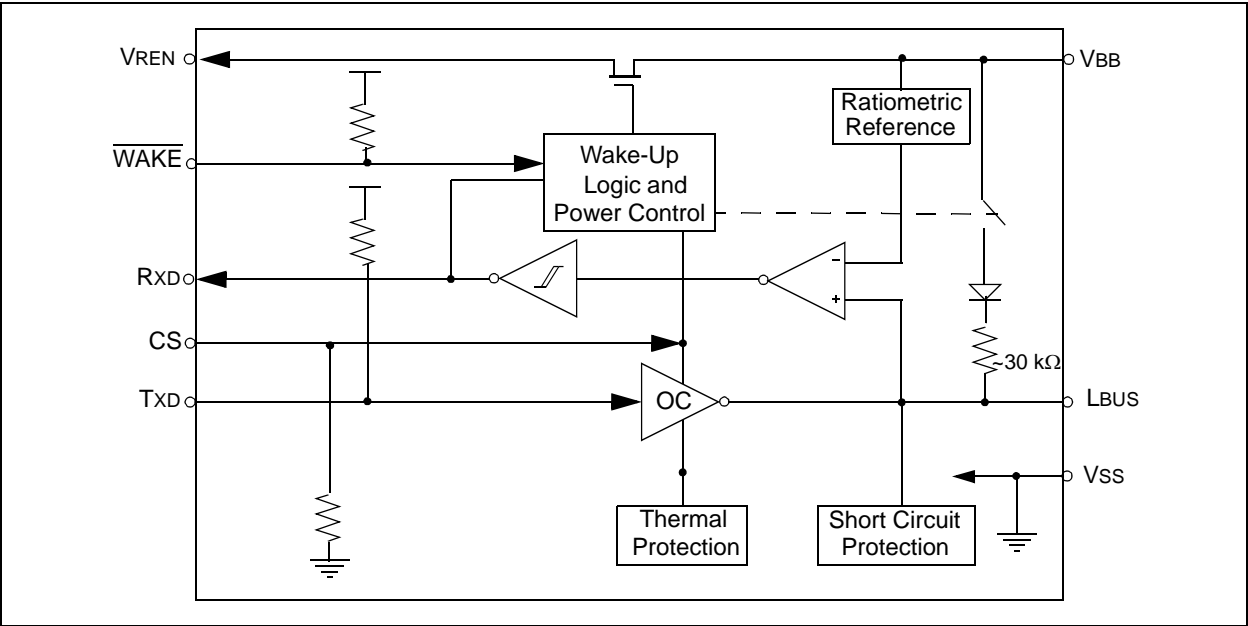 VREN
VBB
Ratiometric
Reference
WAKE
Wake-Up
Logic and
Power Control
RXD
-
+
CS
~30 kΩ
TXD
OC
LBUS
VSS
Thermal
Protection
Short Circuit
Protection